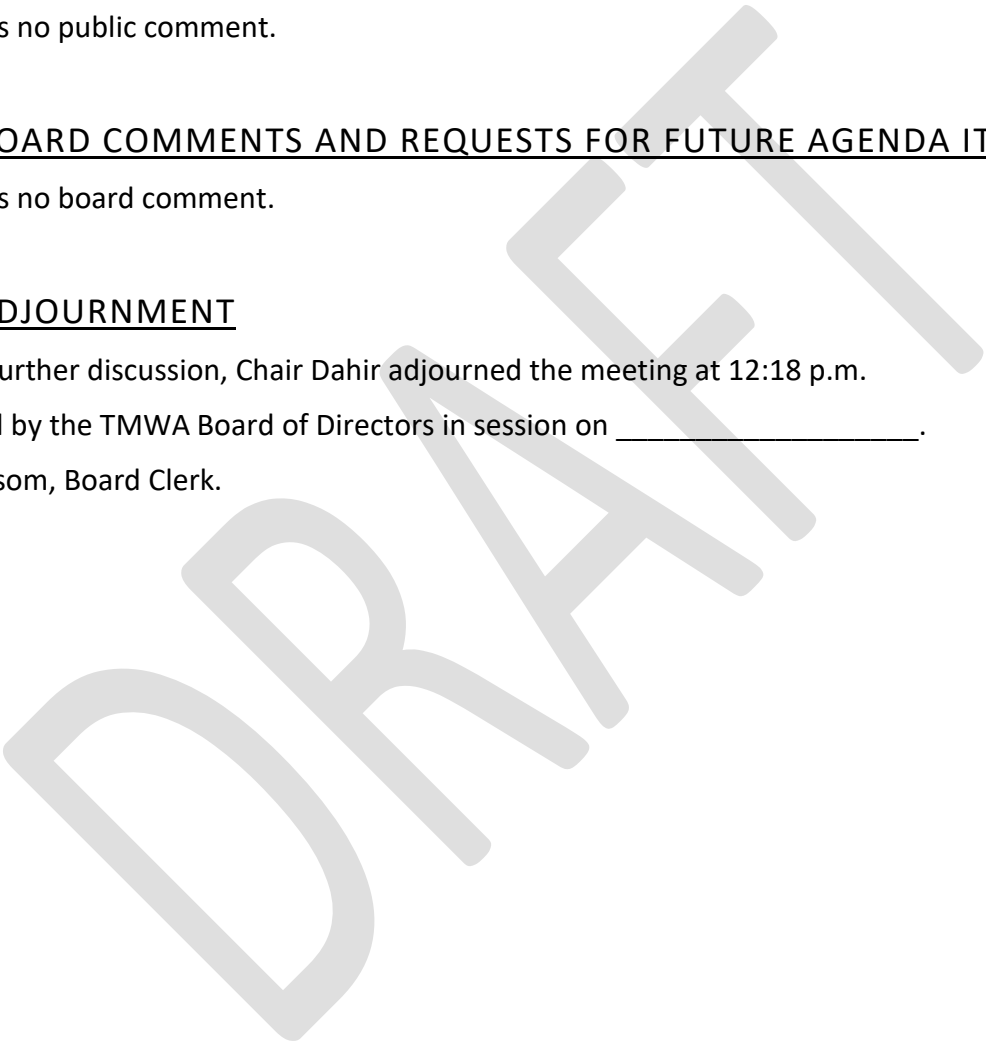 s no public comment.
OARD COMMENTS AND REQUESTS FOR FUTURE AGENDA IT
s no board comment.
DJOURNMENT
urther discussion, Chair Dahir adjourned the meeting at 12:18 p.m.
l by the TMWA Board of Directors in session on ___________________.
som, Board Clerk.
DRAFT